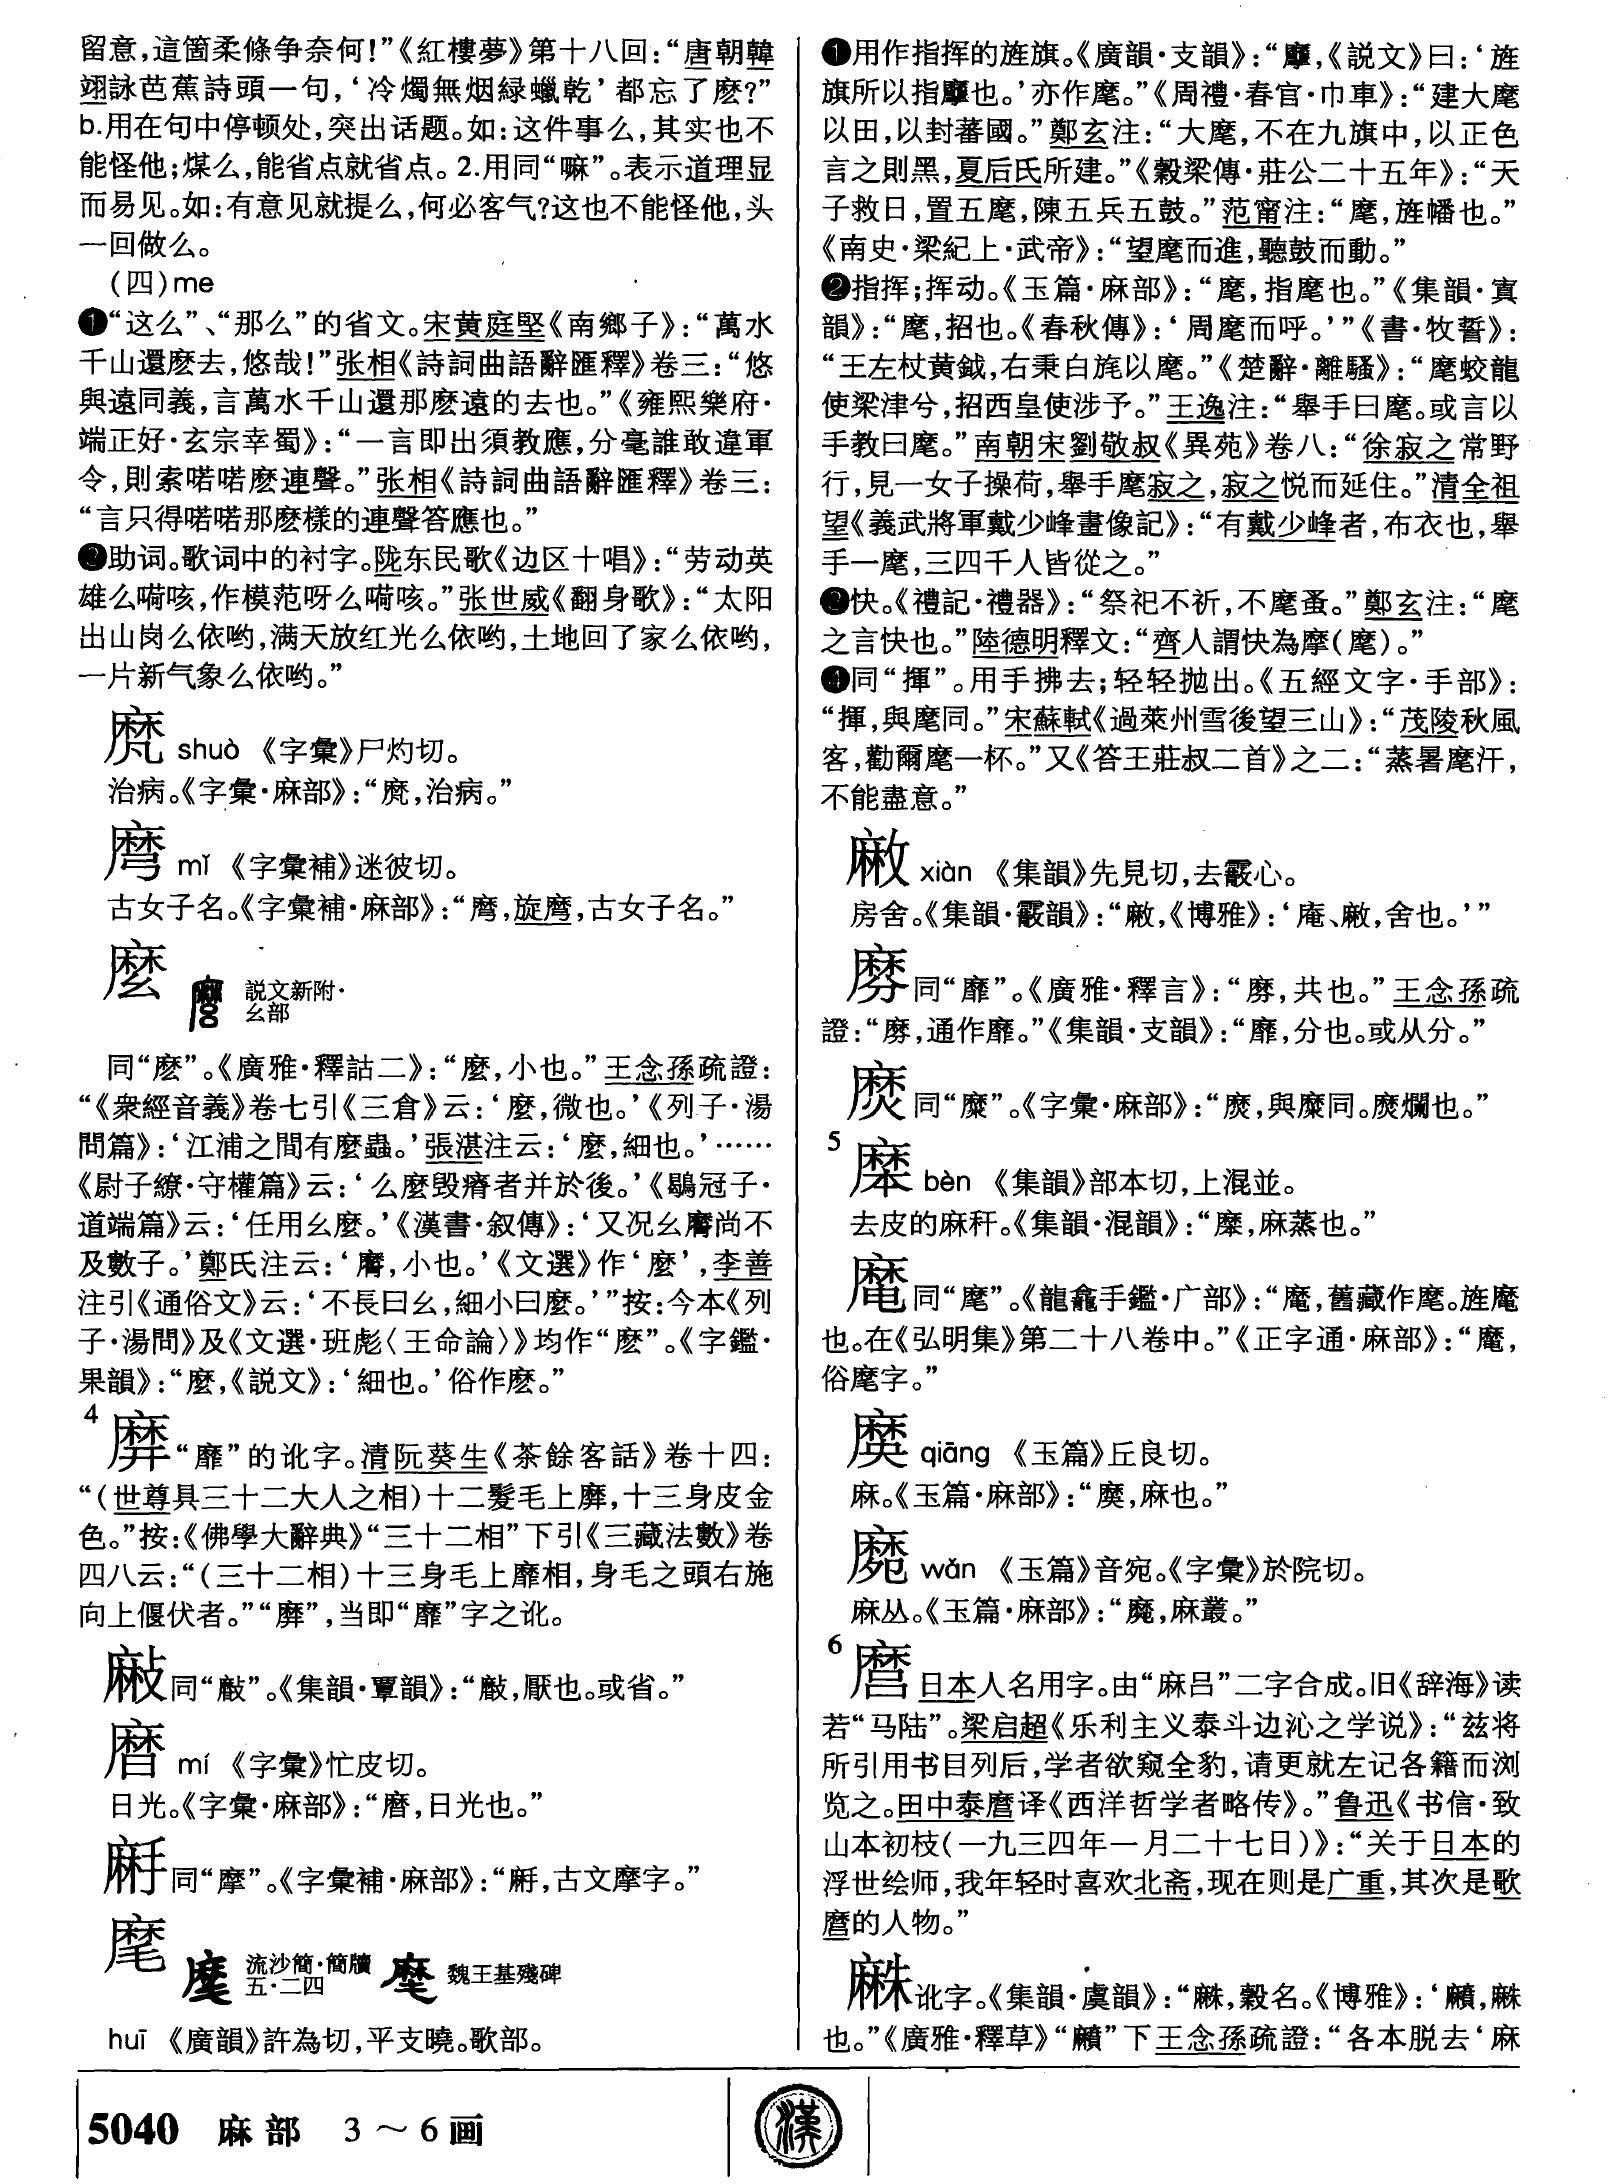 留意，這箇柔條争奈何！”《紅樓夢》第十八回：“唐朝韓
翊詠芭蕉詩頭一句，‘冷燭無烟緑蠟乾’都忘了麽？”
b.用在句中停顿处，突出话题。如：这件事么，其实也不
能怪他；煤么，能省点就省点。2.用同“嘛”。表示道理显
而易见。如：有意见就提么，何必客气？这也不能怪他，头
一回做么。
（四）me
❶“这么”、“那么”的省文。宋黄庭堅《南鄉子》：“萬水
千山還麽去，悠哉！”张相《詩詞曲語辭匯釋》卷三：“悠
與遠同義，言萬水千山還那麽遠的去也。”《雍熙樂府·
端正好·玄宗幸蜀》：“一言即出須教應，分毫誰敢違軍
令，則索喏喏麽連聲。”张相《詩詞曲語辭匯釋》卷三：
“言只得喏喏那麽樣的連聲答應也。”
❷助词。歌词中的衬字。陇东民歌《边区十唱》：“劳动英
雄么嗬咳，作模范呀么嗬咳。”张世威《翻身歌》：“太阳
出山岗么依哟，满天放红光么依哟，土地回了家么依哟，
一片新气象么依哟。”
shuò 《字彙》尸灼切。
治病。《字彙·麻部》：“，治病。”
mǐ 《字彙補》迷彼切。
古女子名。《字彙補·麻部》：“，旋，古女子名。”
麼 説文新附·
幺部
同“麽”。《廣雅·釋詁二》：“麼，小也。”王念孫疏證：
“《衆經音義》卷七引《三倉》云：‘麼，微也。’《列子·湯
問篇》：‘江浦之間有麼蟲。’張湛注云：‘麼，細也。’……
《尉子繚·守權篇》云：‘么麼毁瘠者并於後。’《鶡冠子·
道端篇》云：‘任用幺麼。’《漢書·叙傳》：‘又况幺尚不
及數子。’鄭氏注云：‘，小也。’《文選》作‘麼’，李善
注引《通俗文》云：‘不長曰幺，細小曰麼。’”按：今本《列
子·湯問》及《文選·班彪〈王命論〉》均作“麽”。《字鑑·
果韻》：“麼，《説文》：‘細也。’俗作麽。”
4
“靡”的讹字。清阮葵生《茶餘客話》卷十四：
“（世尊具三十二大人之相）十二髮毛上，十三身皮金
色。”按：《佛學大辭典》“三十二相”下引《三藏法數》卷
四八云：“（三十二相）十三身毛上靡相，身毛之頭右施
向上偃伏者。”“”，当即“靡”字之讹。
同“”。《集韻·覃韻》：“，厭也。或省。”
mí 《字彙》忙皮切。
日光。《字彙·麻部》：“，日光也。”
同“摩”。《字彙補·麻部》：“，古文摩字。”
麾 流沙簡·簡牘
五·二四 魏王基殘碑
huī 《廣韻》許為切，平支曉。歌部。
❶用作指挥的旌旗。《廣韻·支韻》：“，《説文》曰：‘旌
旗所以指也。’亦作麾。”《周禮·春官·巾車》：“建大麾
以田，以封蕃國。”鄭玄注：“大麾，不在九旗中，以正色
言之則黑，夏后氏所建。”《穀梁傳·莊公二十五年》：“天
子救日，置五麾，陳五兵五鼓。”范甯注：“麾，旌幡也。”
《南史·梁紀上·武帝》：“望麾而進，聽鼓而動。”
❷指挥；挥动。《玉篇·麻部》：“麾，指麾也。”《集韻·寘
韻》：“麾，招也。《春秋傳》：‘周麾而呼。’”《書·牧誓》：
“王左杖黄鉞，右秉白旄以麾。”《楚辭·離騷》：“麾蛟龍
使梁津兮，招西皇使涉予。”王逸注：“舉手曰麾。或言以
手教曰麾。”南朝宋劉敬叔《異苑》卷八：“徐寂之常野
行，見一女子操荷，舉手麾寂之，寂之悦而延住。”清全祖
望《義武將軍戴少峰畫像記》：“有戴少峰者，布衣也，舉
手一麾，三四千人皆從之。”
❸快。《禮記·禮器》：“祭祀不祈，不麾蚤。”鄭玄注：“麾
之言快也。”陸德明釋文：“齊人謂快為摩（麾）。”
❹同“揮”。用手拂去；轻轻抛出。《五經文字·手部》：
“揮，與麾同。”宋蘇軾《過萊州雪後望三山》：“茂陵秋風
客，勸爾麾一杯。”又《答王莊叔二首》之二：“蒸暑麾汗，
不能盡意。”
xiàn 《集韻》先見切，去霰心。
房舍。《集韻·霰韻》：“，《博雅》：‘庵、，舍也。’”
同“靡”。《廣雅·釋言》：“，共也。”王念孫疏
證：“，通作靡。”《集韻·支韻》：“靡，分也。或从分。”
同“糜”。《字彙·麻部》：“，與糜同。爛也。”
5
bèn 《集韻》部本切，上混並。
去皮的麻秆。《集韻·混韻》：“，麻蒸也。”
同“麾”。《龍龕手鑑·广部》：“，舊藏作麾。旌
也。在《弘明集》第二十八卷中。”《正字通·麻部》：“，
俗麾字。”
qiāng 《玉篇》丘良切。
麻。《玉篇·麻部》：“，麻也。”
wǎn 《玉篇》音宛。《字彙》於院切。
麻丛。《玉篇·麻部》：“，麻叢。”
6
麿日本人名用字。由“麻吕”二字合成。旧《辞海》读
若“马陆”。梁启超《乐利主义泰斗边沁之学说》：“兹将
所引用书目列后，学者欲窥全豹，请更就左记各籍而浏
览之。田中泰麿译《西洋哲学者略传》。”鲁迅《书信·致
山本初枝（一九三四年一月二十七日）》：“关于日本的
浮世绘师，我年轻时喜欢北斋，现在则是广重，其次是歌
麿的人物。”
讹字。《集韻·虞韻》：“，穀名。《博雅》：‘，
也。”《廣雅·釋草》“”下王念孫疏證：“各本脱去‘麻
5040 麻部 3～6画
漢